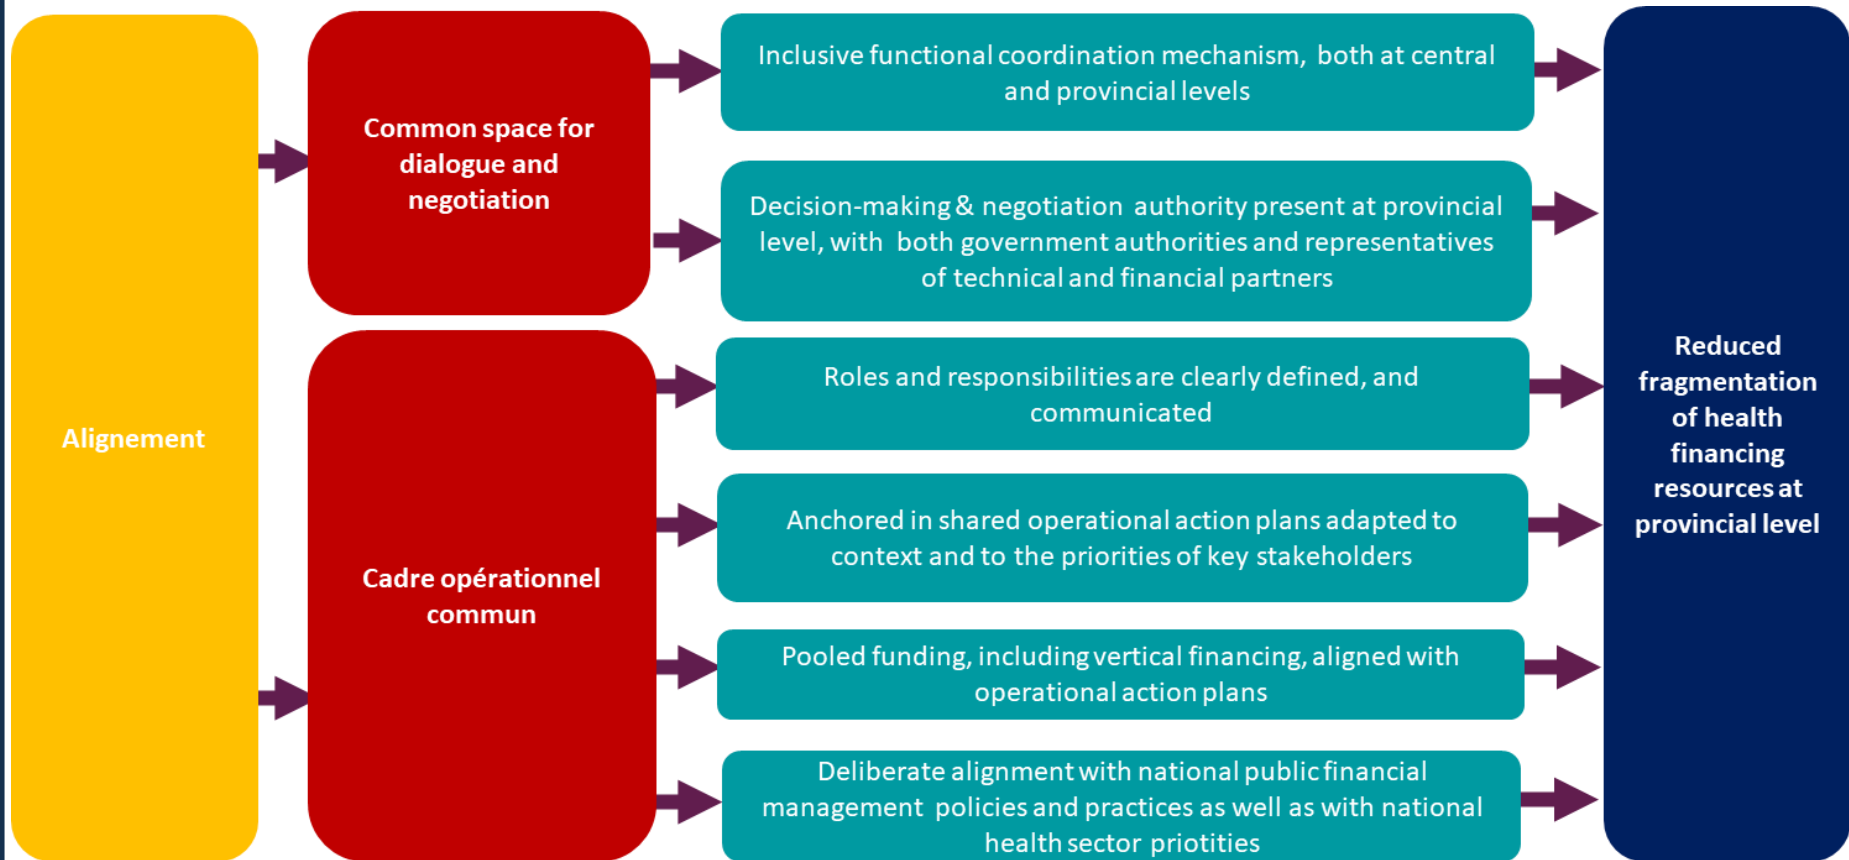 Alignement
Common space for
dialogue and
negotiation
Inclusive functional coordination mechanism, both at central
and provincial levels
Decision-making & negotiation authority present at provincial
level, with both government authorities and representatives
of technical and financial partners
Cadre opérationnel
commun
Roles and responsibilities are clearly defined, and
communicated
Anchored in shared operational action plans adapted to
context and to the priorities of key stakeholders
Pooled funding, including vertical financing, aligned with
operational action plans
Deliberate alignment with national public financial
management policies and practices as well as with national
health sector priotities
Reduced
fragmentation
of health
financing
resources at
provincial level